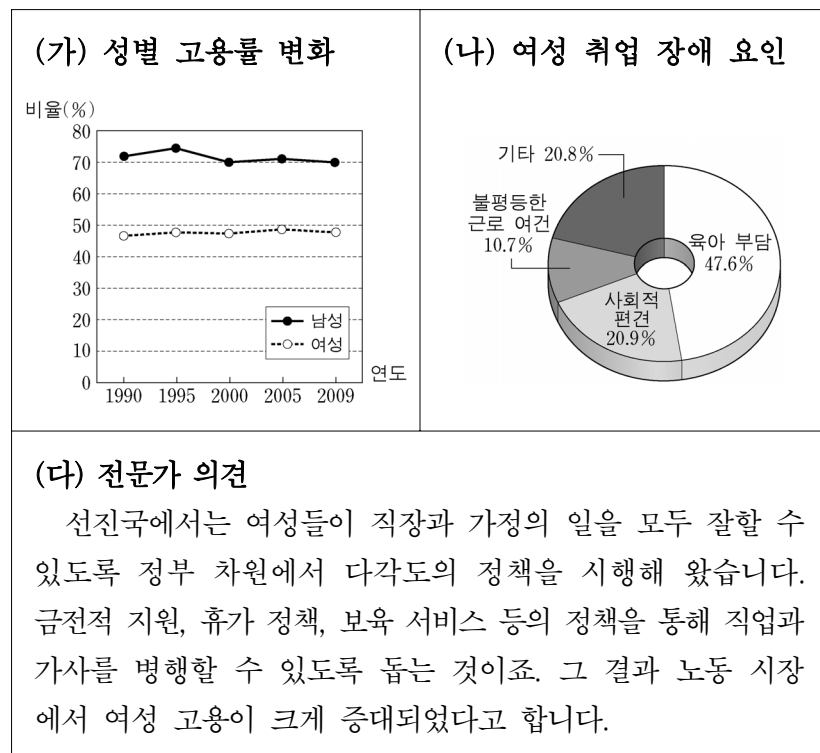 (가) 성별 고용률 변화
비율(%)
80
70
60
50
40
30
20
10
0
남성
여성
연도
1990 1995 2000 2005 2009
(나) 여성 취업 장애 요인
기타 20.8%
불평등한
근로 여건
10.7%
육아 부담
47.6%
사회적
편견
20.9%
(다) 전문가 의견
선진국에서는 여성들이 직장과 가정의 일을 모두 잘할 수
있도록 정부 차원에서 다각도의 정책을 시행해 왔습니다.
금전적 지원, 휴가 정책, 보육 서비스 등의 정책을 통해 직업과
가사를 병행할 수 있도록 돕는 것이죠. 그 결과 노동 시장
에서 여성 고용이 크게 증대되었다고 합니다.